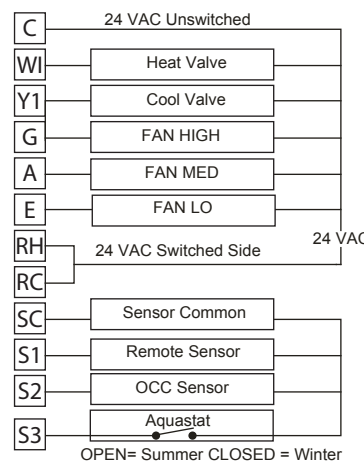 C 24 VAC Unswitched
WI Heat Valve
Y1 Cool Valve
G FAN HIGH
A FAN MED
E FAN LO
RH
24 VAC Switched Side 24 VAC
RC
SC Sensor Common
S1 Remote Sensor
S2 OCC Sensor
S3 Aquastat
OPEN= Summer CLOSED = Winter